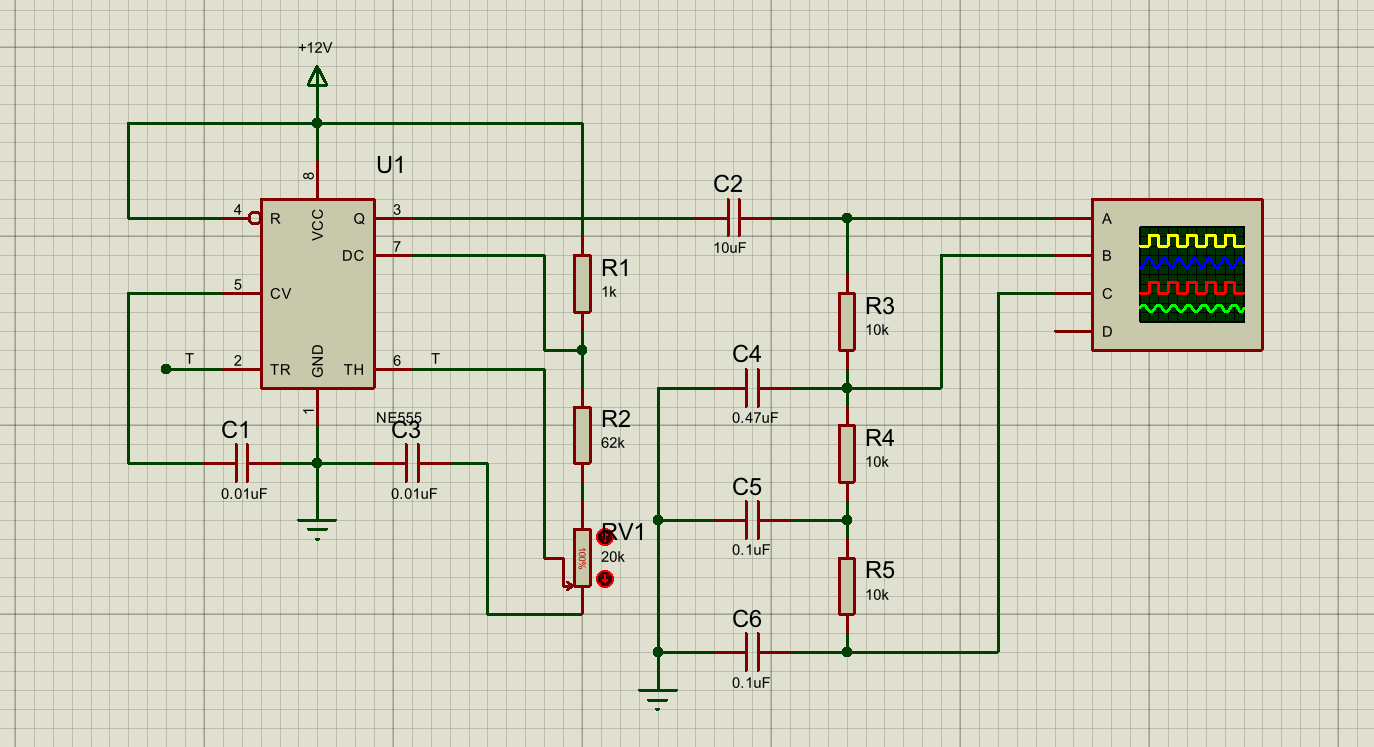 +12V
U1
8
4
R
VCC
Q
3
C2
10uF
A
DC
7
B
R1
1k
5
CV
C
R3
10k
D
T
2
TR
GND
TH
6
T
C4
0.47uF
1
NE555
C1
0.01uF
C3
0.01uF
R2
62k
R4
10k
C5
0.1uF
RV1
20k
100%
R5
10k
C6
0.1uF